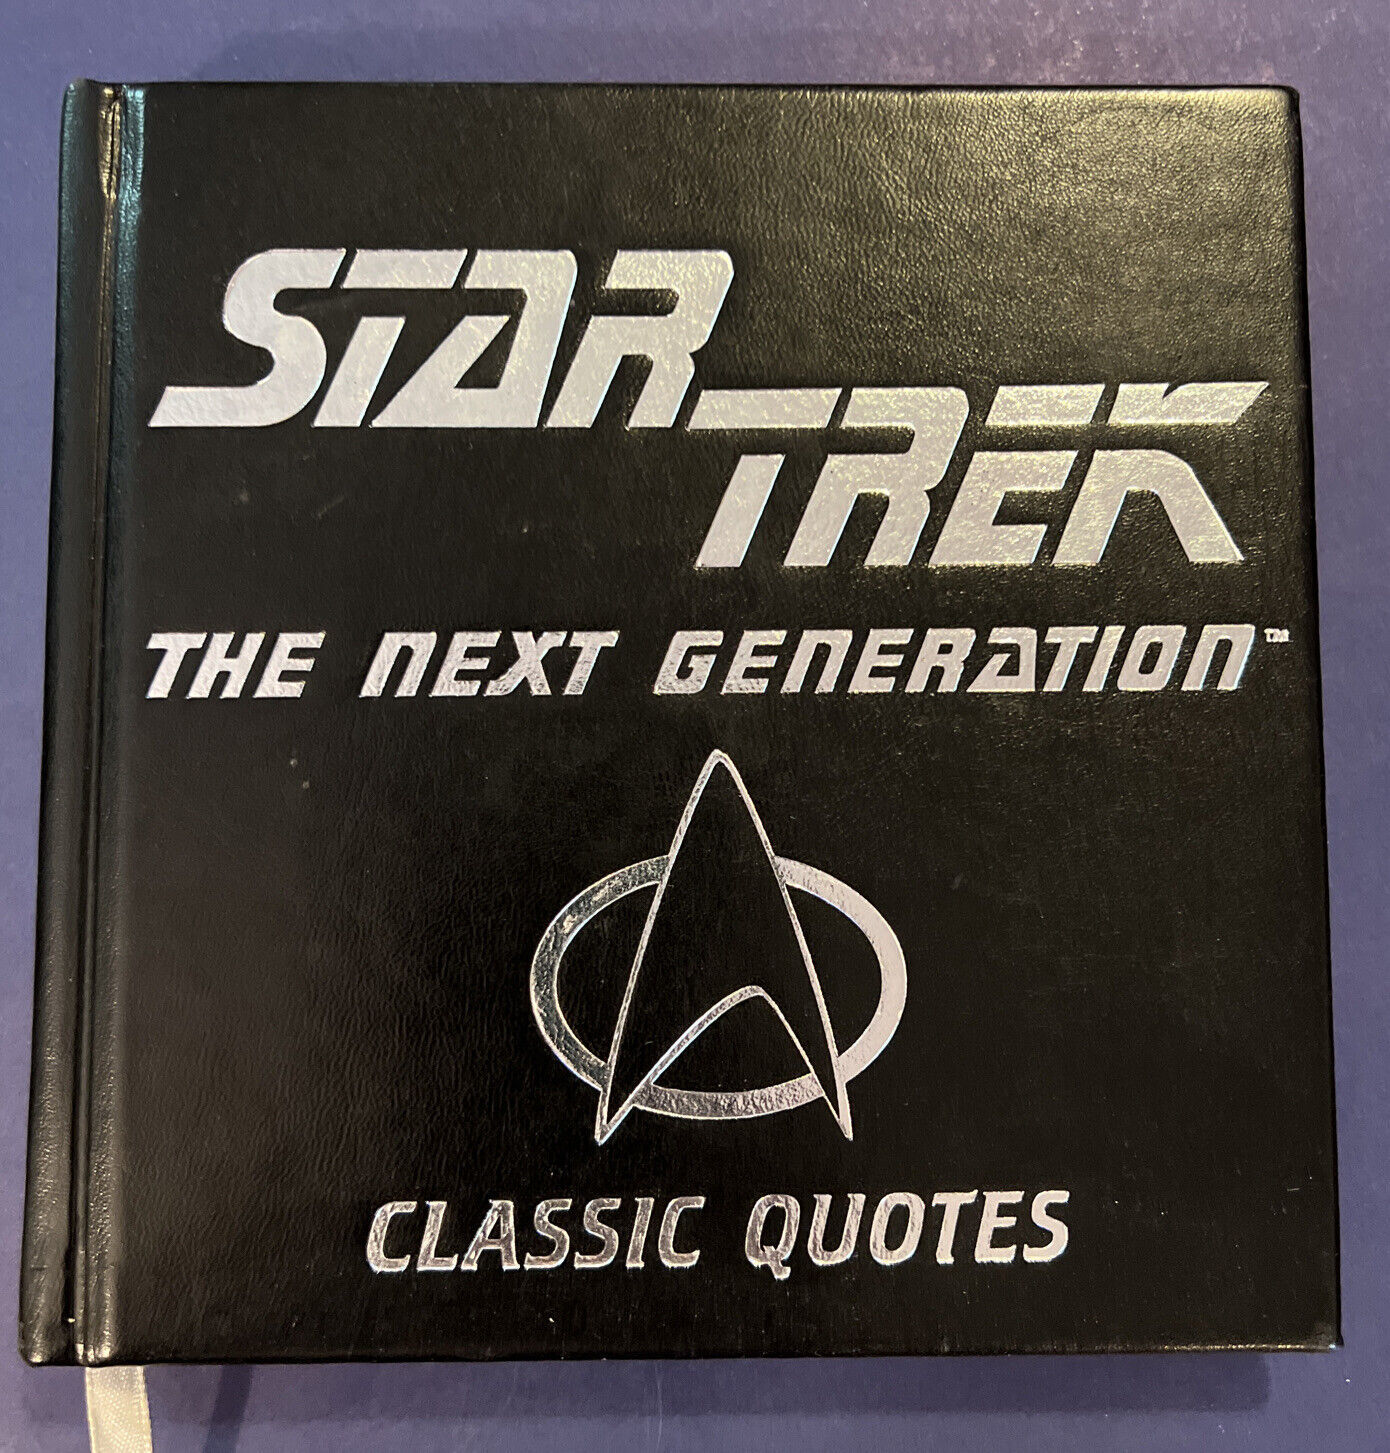 STAR
TREK
THE NEXT GENERATION™
CLASSIC QUOTES